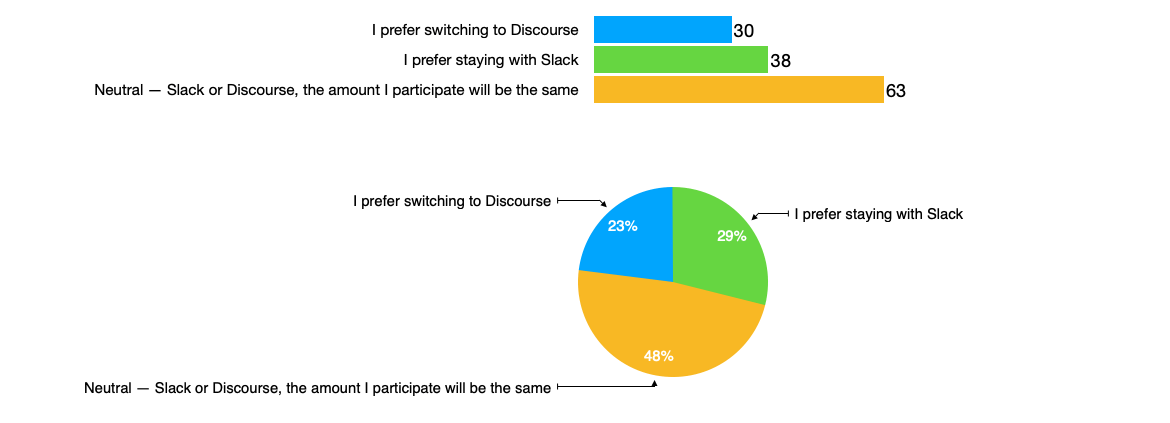 I prefer switching to Discourse 30
I prefer staying with Slack 38
Neutral — Slack or Discourse, the amount I participate will be the same 63
I prefer switching to Discourse
I prefer staying with Slack
23%
29%
48%
Neutral — Slack or Discourse, the amount I participate will be the same